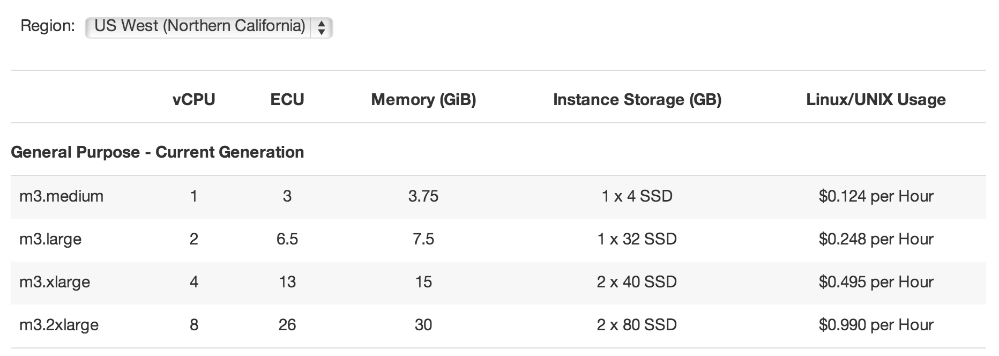 Region: US West (Northern California)
vCPU ECU Memory (GiB) Instance Storage (GB) Linux/UNIX Usage
General Purpose - Current Generation
m3.medium 1 3 3.75 1 x 4 SSD $0.124 per Hour
m3.large 2 6.5 7.5 1 x 32 SSD $0.248 per Hour
m3.xlarge 4 13 15 2 x 40 SSD $0.495 per Hour
m3.2xlarge 8 26 30 2 x 80 SSD $0.990 per Hour